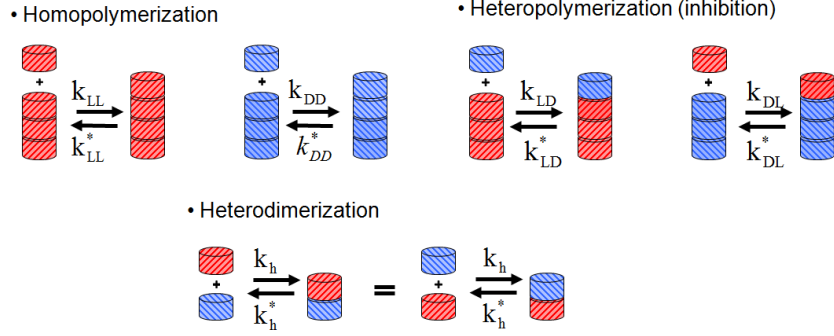 • Homopolymerization
• Heteropolymerization (inhibition)
+ k_LL k*_LL
+ k_DD k*_DD
+ k_LD k*_LD
+ k_DL k*_DL
• Heterodimerization
+ k_h k*_h
=
+ k_h k*_h